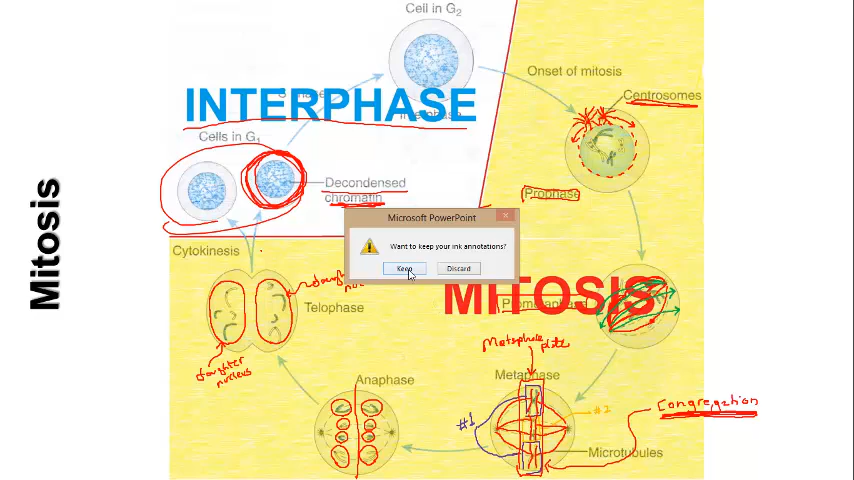 Mitosis
Cell in G2
Onset of mitosis
Centrosomes
INTERPHASE
Cells in G1
Decondensed
chromatin
Prophase
Microsoft PowerPoint
Want to keep your ink annotations?
Keep
Discard
Cytokinesis
MITOSIS
Prometaphase
Telophase
daughter
nucleus
Metaphase
plate
Metaphase
Anaphase
Congregation
#1
#2
Microtubules